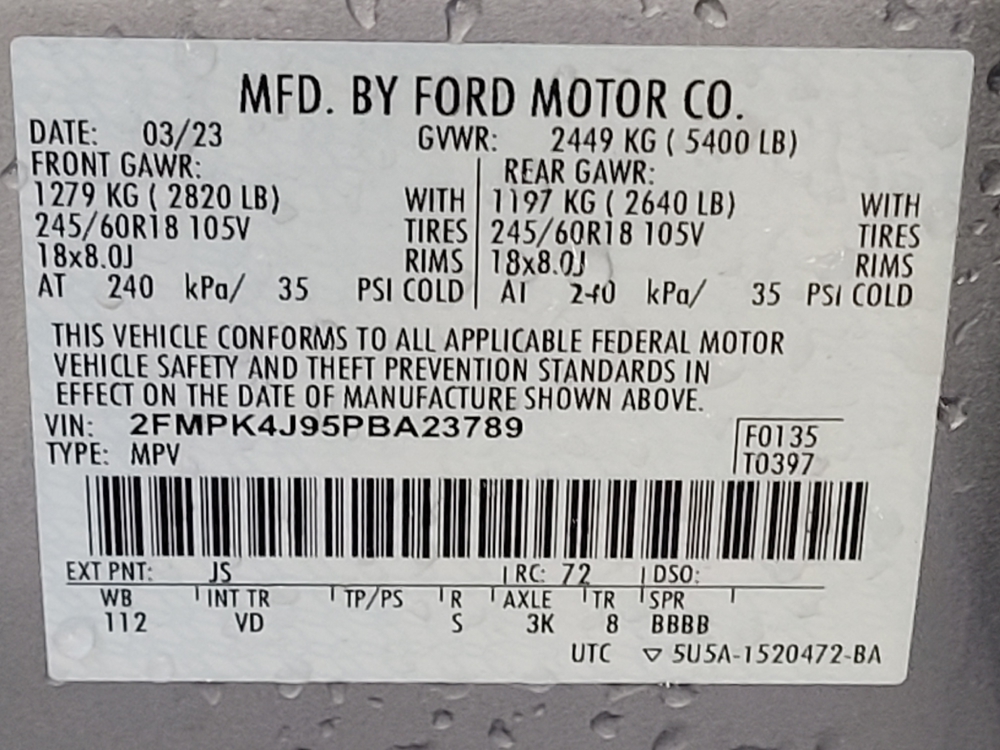 MFD. BY FORD MOTOR CO.
DATE: 03/23 GVWR: 2449 KG ( 5400 LB)
FRONT GAWR: REAR GAWR:
1279 KG ( 2820 LB) WITH 1197 KG ( 2640 LB) WITH
245/60R18 105V TIRES 245/60R18 105V TIRES
18x8.0J RIMS 18x8.0J RIMS
AT 240 kPa/ 35 PSI COLD AT 240 kPa/ 35 PSI COLD
THIS VEHICLE CONFORMS TO ALL APPLICABLE FEDERAL MOTOR
VEHICLE SAFETY AND THEFT PREVENTION STANDARDS IN
EFFECT ON THE DATE OF MANUFACTURE SHOWN ABOVE.
VIN: 2FMPK4J95PBA23789 F0135
TYPE: MPV T0397
EXT PNT: JS RC: 72 DSO:
WB INT TR TP/PS R AXLE TR SPR
112 VD S 3K 8 BBBB
UTC ▽ 5U5A-1520472-BA